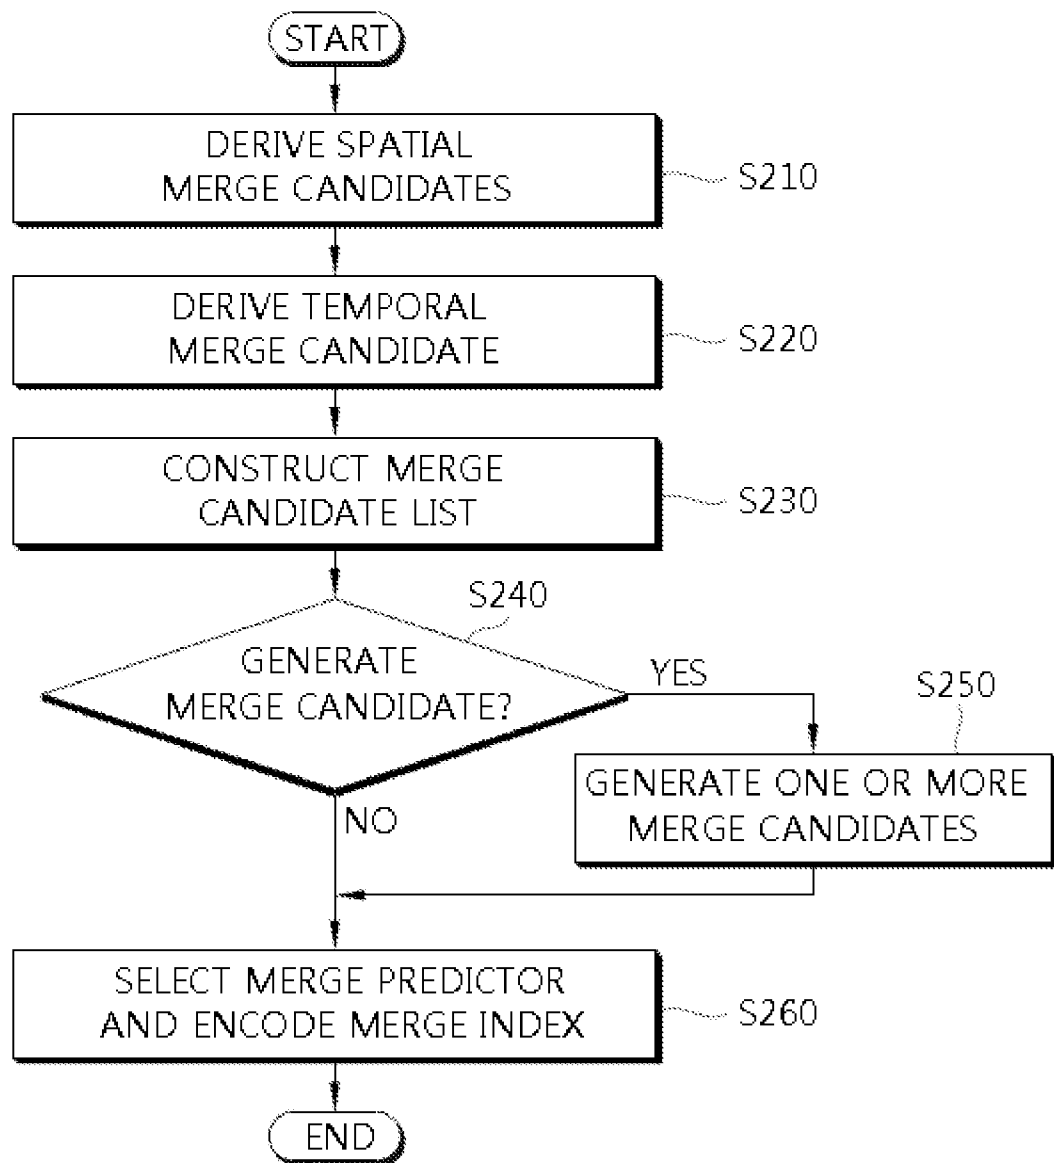 START
DERIVE SPATIAL
MERGE CANDIDATES
S210
DERIVE TEMPORAL
MERGE CANDIDATE
S220
CONSTRUCT MERGE
CANDIDATE LIST
S230
S240
GENERATE
MERGE CANDIDATE?
YES
S250
GENERATE ONE OR MORE
MERGE CANDIDATES
NO
SELECT MERGE PREDICTOR
AND ENCODE MERGE INDEX
S260
END